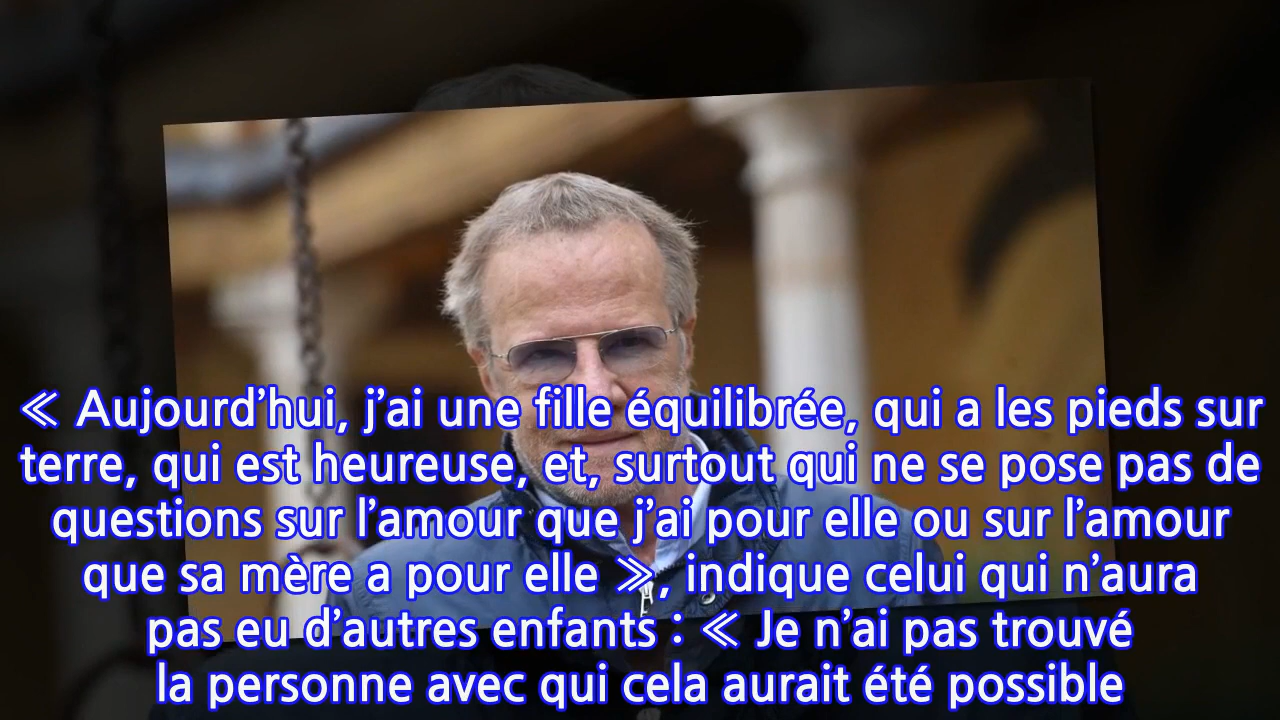 « Aujourd’hui, j’ai une fille équilibrée, qui a les pieds sur
terre, qui est heureuse, et, surtout qui ne se pose pas de
questions sur l’amour que j’ai pour elle ou sur l’amour
que sa mère a pour elle », indique celui qui n’aura
pas eu d’autres enfants : « Je n’ai pas trouvé
la personne avec qui cela aurait été possible